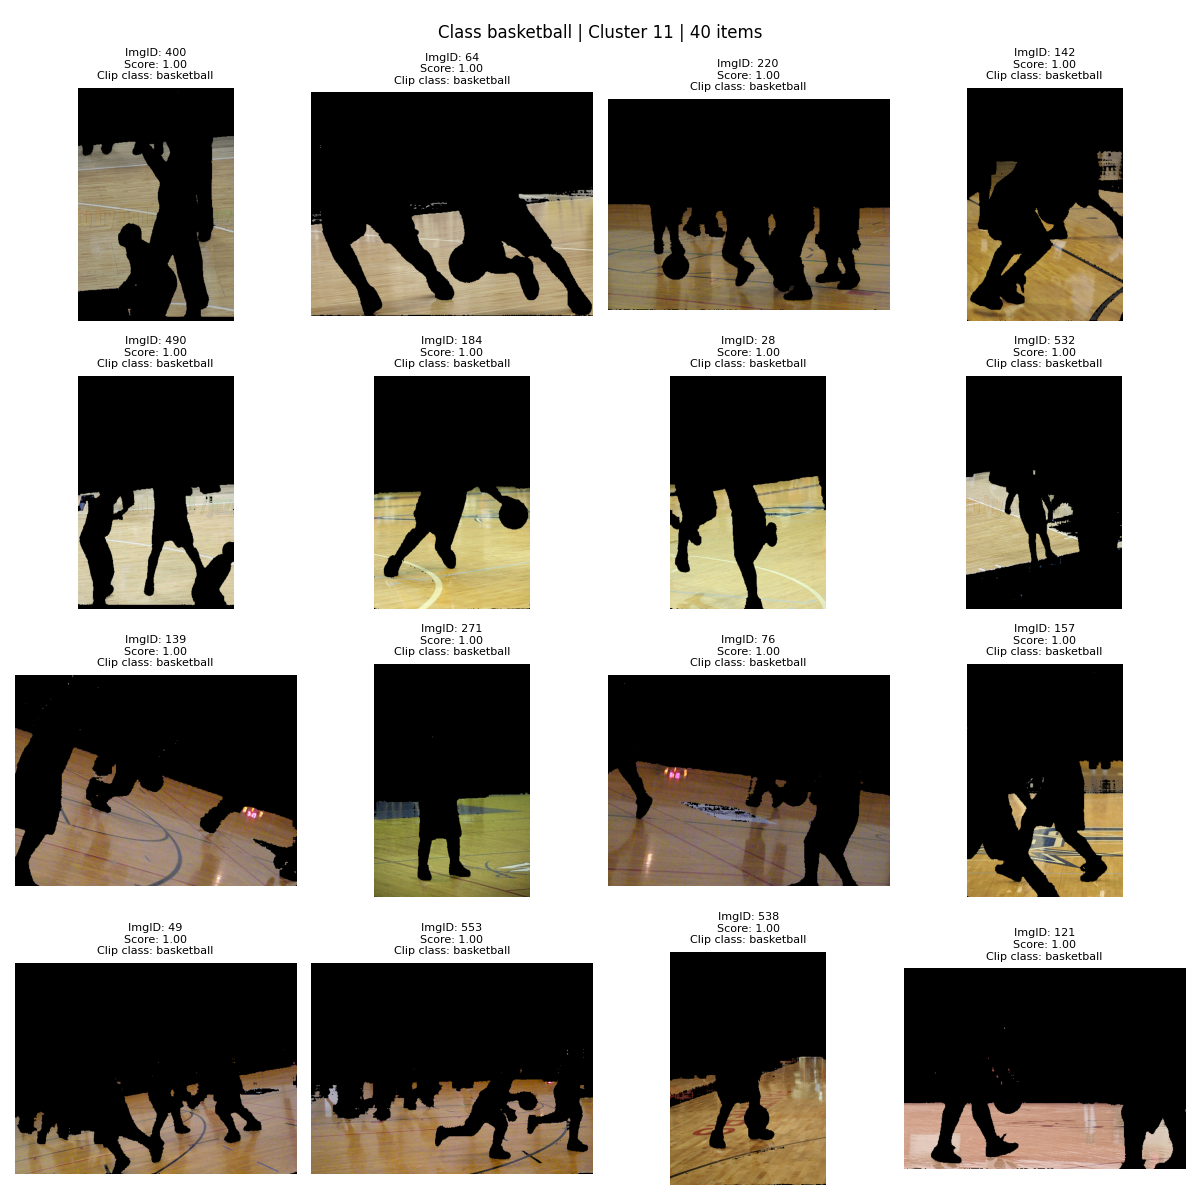 Class basketball | Cluster 11 | 40 items
ImgID: 400
Score: 1.00
Clip class: basketball
ImgID: 64
Score: 1.00
Clip class: basketball
ImgID: 220
Score: 1.00
Clip class: basketball
ImgID: 142
Score: 1.00
Clip class: basketball
ImgID: 490
Score: 1.00
Clip class: basketball
ImgID: 184
Score: 1.00
Clip class: basketball
ImgID: 28
Score: 1.00
Clip class: basketball
ImgID: 532
Score: 1.00
Clip class: basketball
ImgID: 139
Score: 1.00
Clip class: basketball
ImgID: 271
Score: 1.00
Clip class: basketball
ImgID: 76
Score: 1.00
Clip class: basketball
ImgID: 157
Score: 1.00
Clip class: basketball
ImgID: 49
Score: 1.00
Clip class: basketball
ImgID: 553
Score: 1.00
Clip class: basketball
ImgID: 538
Score: 1.00
Clip class: basketball
ImgID: 121
Score: 1.00
Clip class: basketball